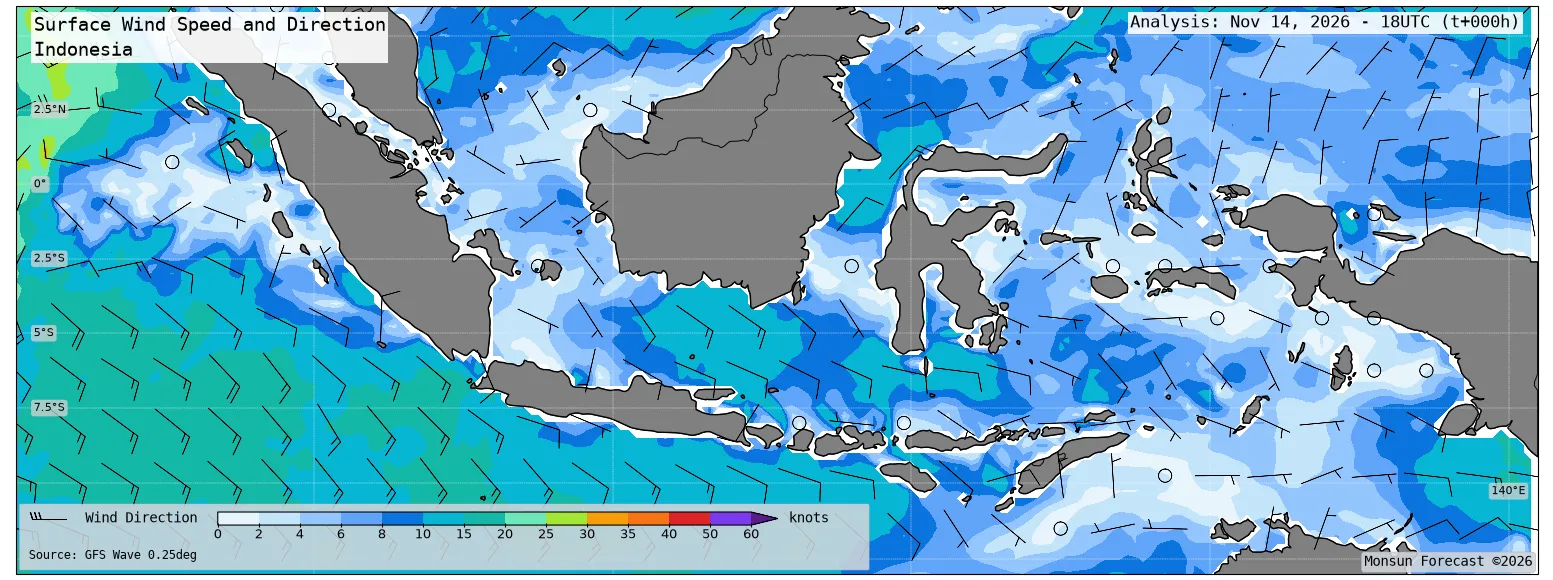 Surface Wind Speed and Direction
Indonesia
Analysis: Nov 14, 2026 - 18UTC (t+000h)
2.5°N
0°
2.5°S
5°S
7.5°S
140°E
Wind Direction
0 2 4 6 8 10 15 20 25 30 35 40 50 60
knots
Source: GFS Wave 0.25deg
Monsun Forecast ©2026